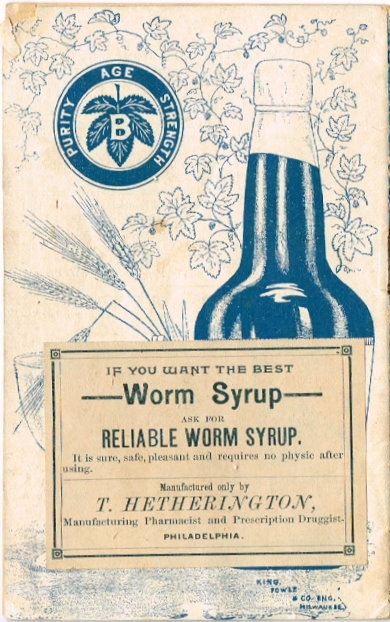 PURITY AGE STRENGTH
B
IF YOU WANT THE BEST
Worm Syrup
ASK FOR
RELIABLE WORM SYRUP.
It is sure, safe, pleasant and requires no physic after
using.
Manufactured only by
T. HETHERINGTON,
Manufacturing Pharmacist and Prescription Druggist.
PHILADELPHIA.
KING,
FOWLE
& CO. ENG.
MILWAUKEE.